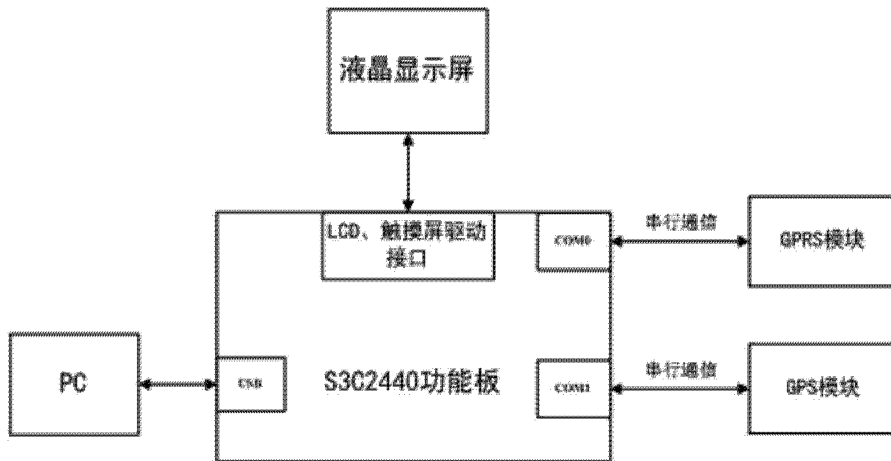 液晶显示屏
LCD、触摸屏驱动
接口
COM0
串行通信
GPRS模块
PC
USB
S3C2440功能板
COM1
串行通信
GPS模块